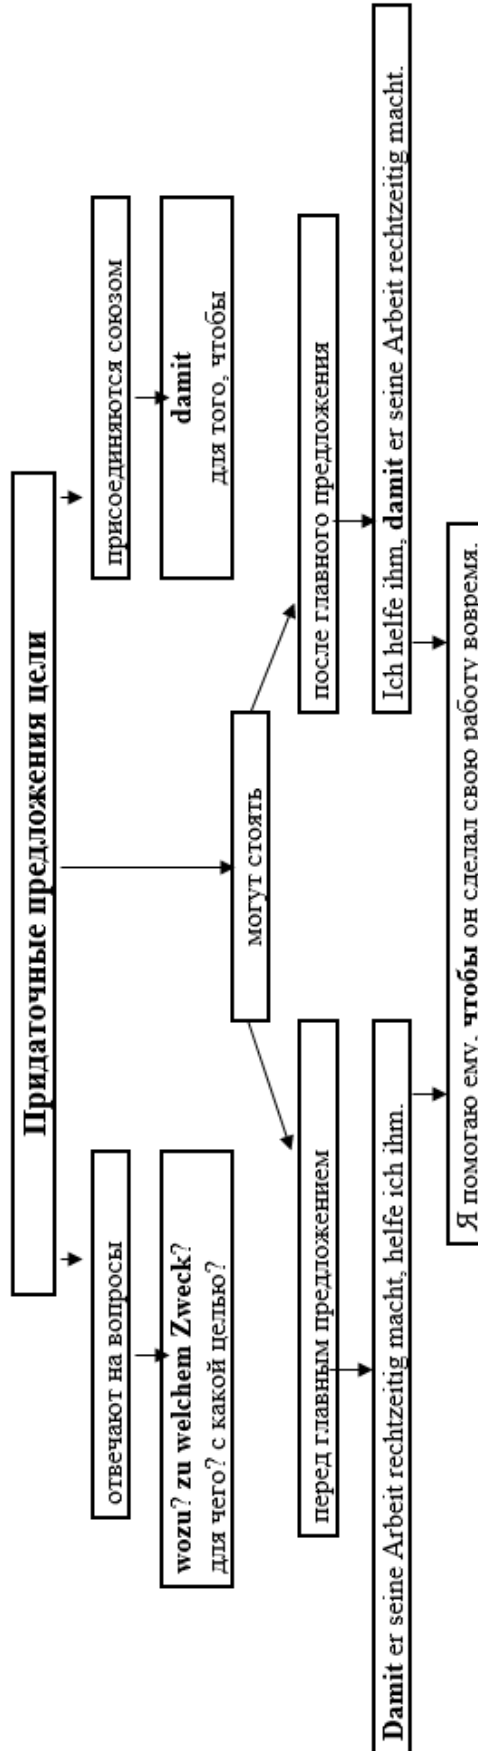 Придаточные предложения цели
отвечают на вопросы
присоединяются союзом
wozu? zu welchem Zweck?
для чего? с какой целью?
damit
для того, чтобы
могут стоять
перед главным предложением
после главного предложения
Damit er seine Arbeit rechtzeitig macht, helfe ich ihm.
Ich helfe ihm, damit er seine Arbeit rechtzeitig macht.
Я помогаю ему, чтобы он сделал свою работу вовремя.